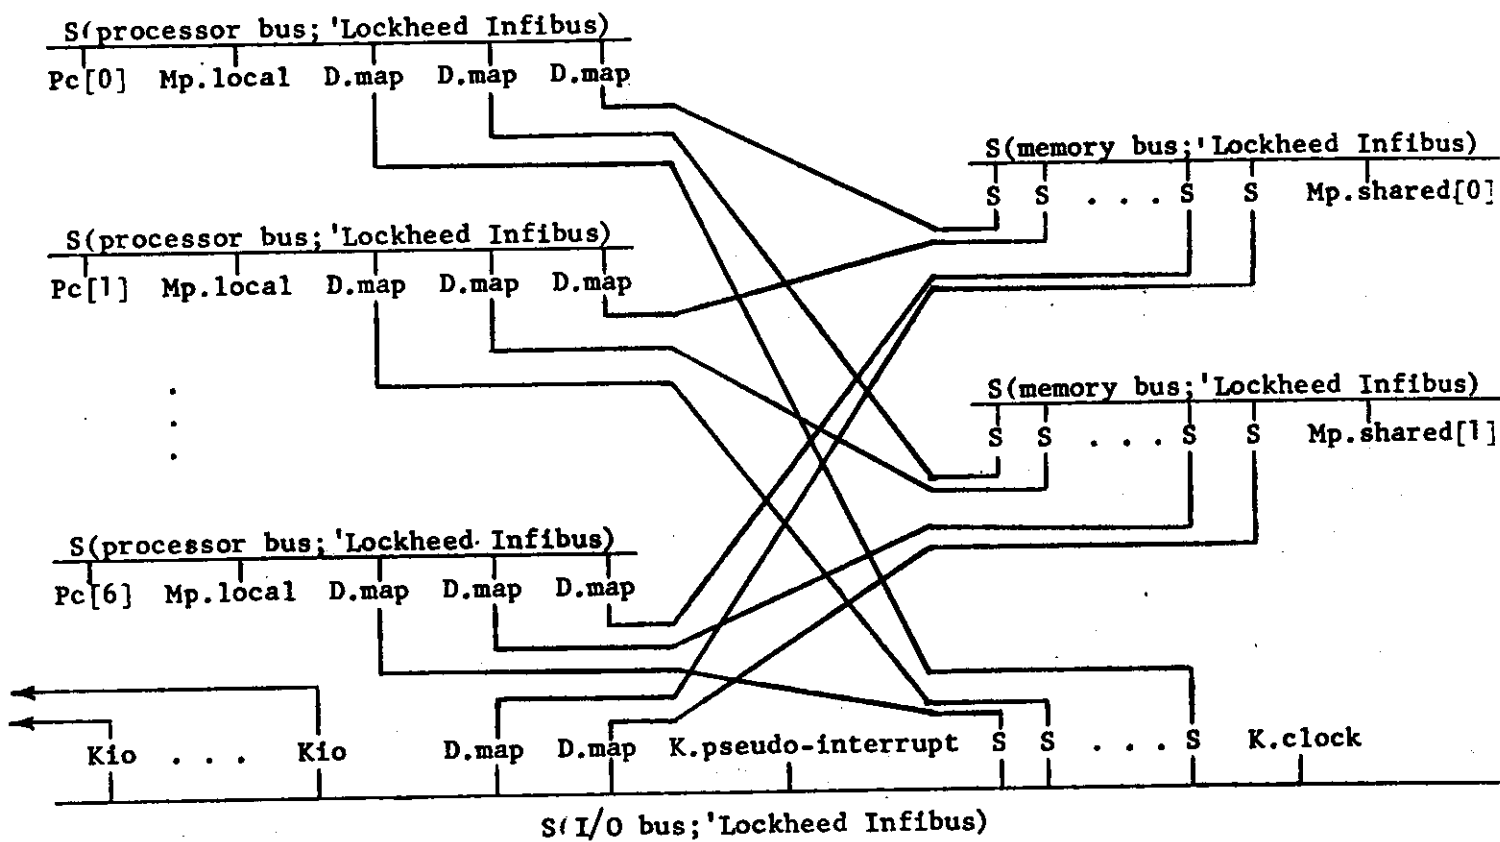 S(processor bus;'Lockheed Infibus)
Pc[0] Mp.local D.map D.map D.map
S(memory bus;'Lockheed Infibus)
S S . . . S S Mp.shared[0]
S(processor bus;'Lockheed Infibus)
Pc[1] Mp.local D.map D.map D.map
S(memory bus;'Lockheed Infibus)
S S . . . S S Mp.shared[1]
S(processor bus;'Lockheed Infibus)
Pc[6] Mp.local D.map D.map D.map
Kio . . . Kio D.map D.map K.pseudo-interrupt S S . . . S K.clock
S(I/O bus;'Lockheed Infibus)